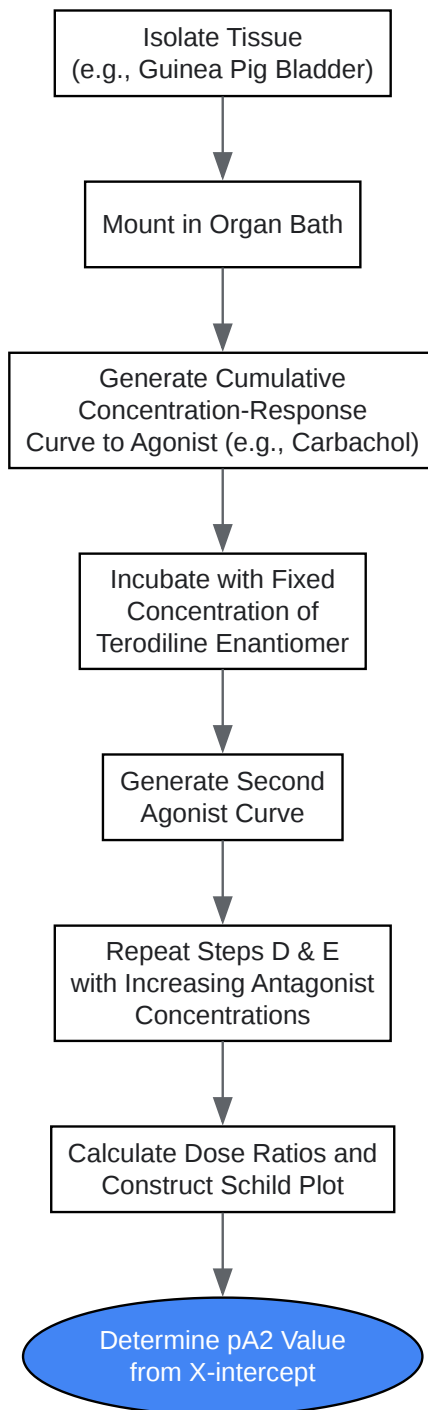 Isolate Tissue
(e.g., Guinea Pig Bladder)
Mount in Organ Bath
Generate Cumulative
Concentration-Response
Curve to Agonist (e.g., Carbachol)
Incubate with Fixed
Concentration of
Terodiline Enantiomer
Generate Second
Agonist Curve
Repeat Steps D & E
with Increasing Antagonist
Concentrations
Calculate Dose Ratios and
Construct Schild Plot
Determine pA2 Value
from X-intercept